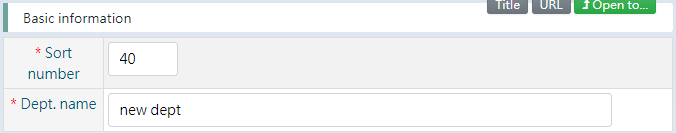 Title URL Open to...
Basic information
* Sort
number
40
* Dept. name
new dept